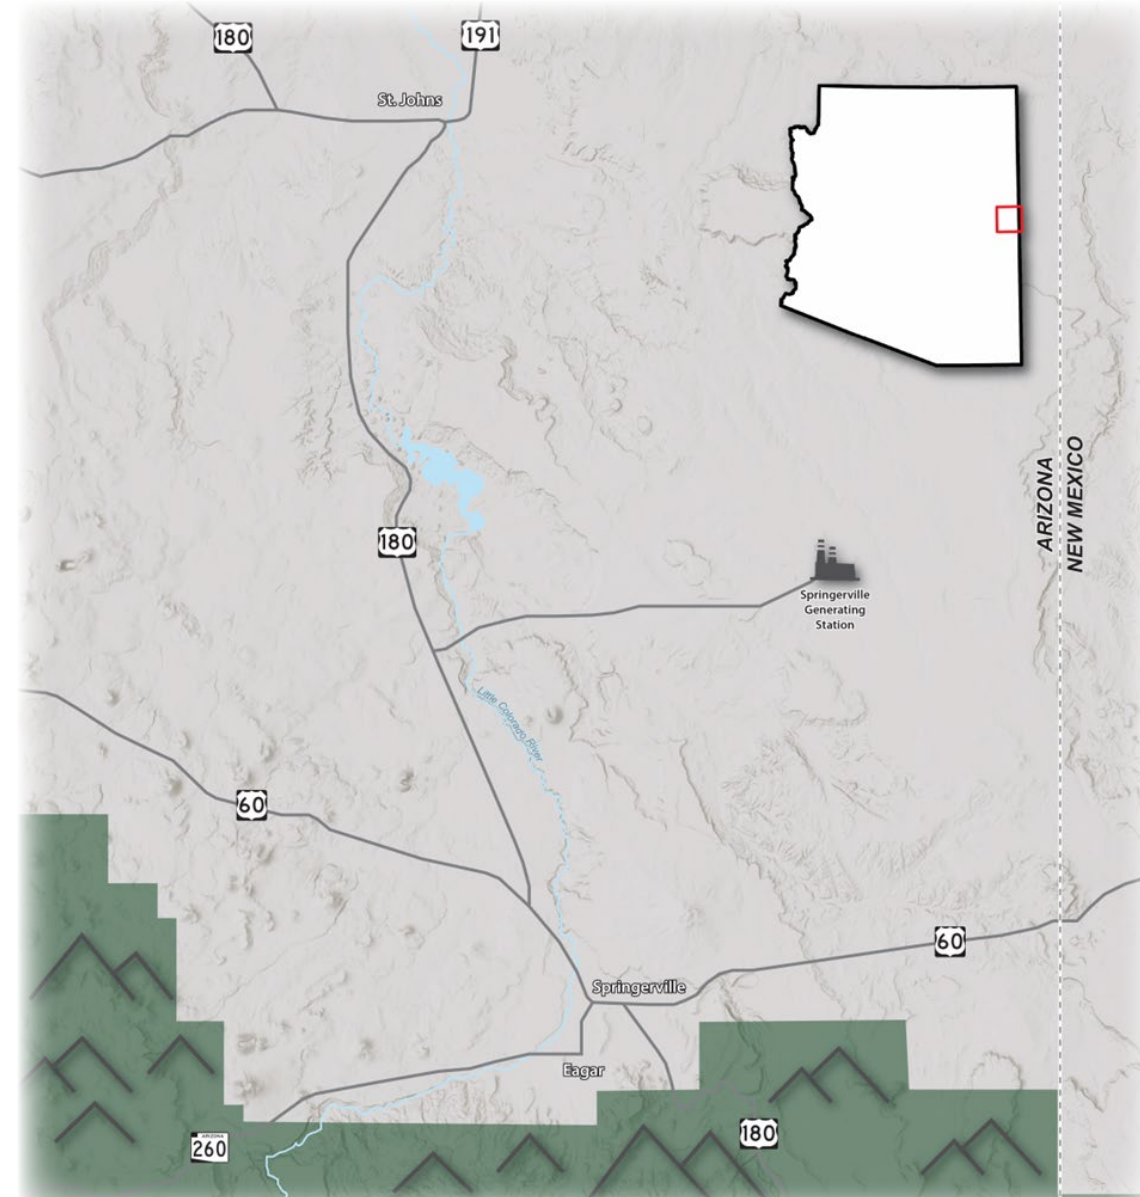 180
191
St. Johns
ARIZONA
NEW MEXICO
180
Springerville
Generating
Station
Little Colorado River
60
60
Springerville
Eagar
180
ARIZONA
260